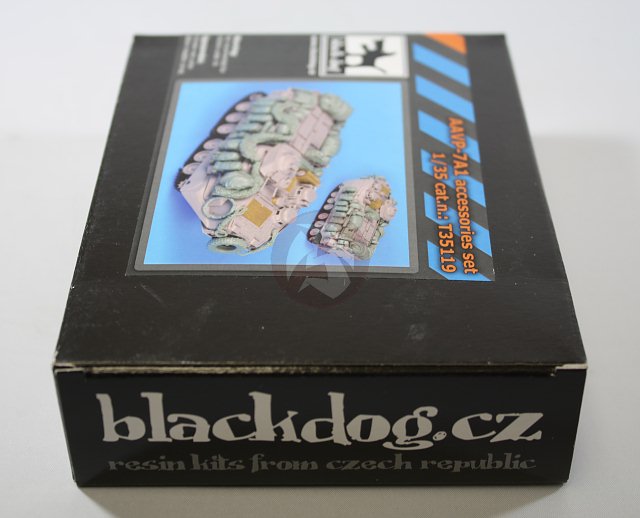 AAVP-7A1 accessories set
1/35 cat.n.: T35119
blackdog.cz
resin kits from czech republic